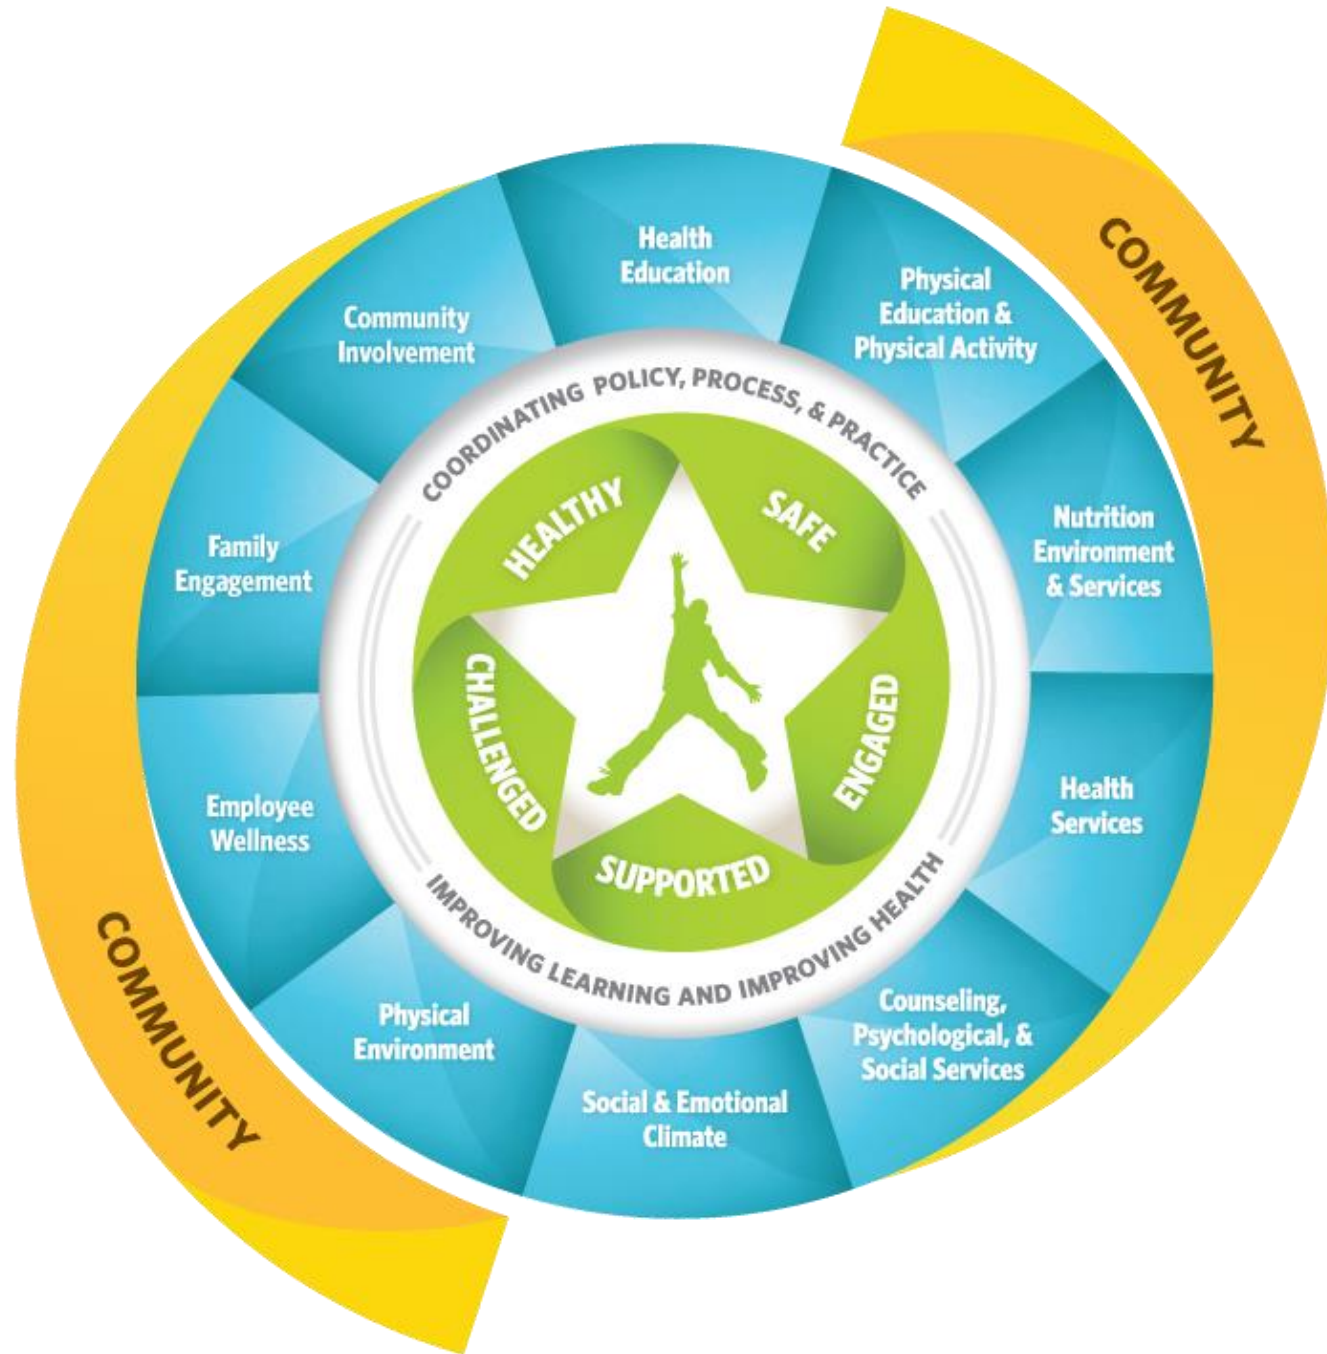 COMMUNITY
Health
Education
Physical
Education &
Physical Activity
Nutrition
Environment
& Services
Health
Services
Counseling,
Psychological, &
Social Services
Social & Emotional
Climate
Physical
Environment
Employee
Wellness
Family
Engagement
Community
Involvement
COORDINATING POLICY, PROCESS, & PRACTICE
IMPROVING LEARNING AND IMPROVING HEALTH
HEALTHY
SAFE
ENGAGED
SUPPORTED
CHALLENGED
COMMUNITY